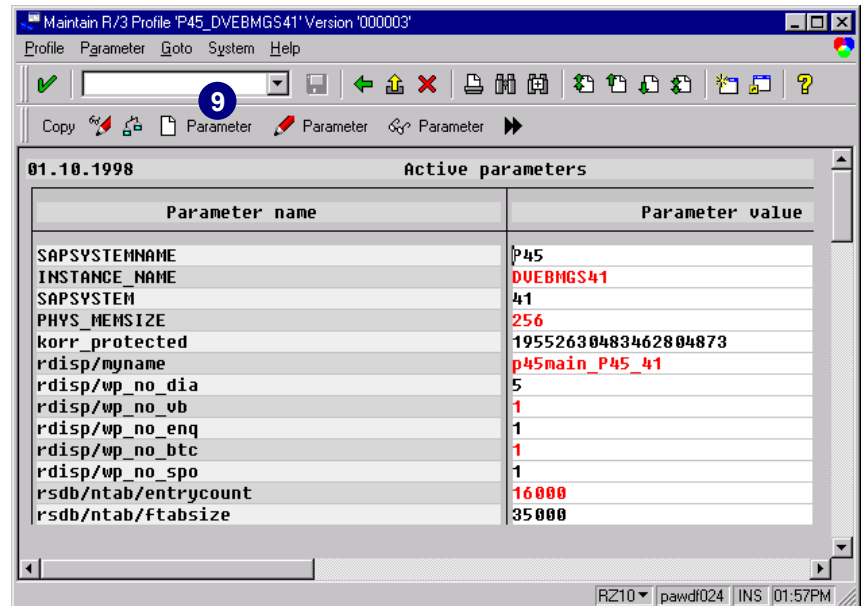 Maintain R/3 Profile 'P45_DVEBMGS41' Version '000003'
Profile Parameter Goto System Help
9
Copy Parameter Parameter Parameter
01.10.1998 Active parameters
Parameter name Parameter value
SAPSYSTEMNAME P45
INSTANCE_NAME DVEBMGS41
SAPSYSTEM 41
PHYS_MEMSIZE 256
korr_protected 19552630483462804873
rdisp/myname p45main_P45_41
rdisp/wp_no_dia 5
rdisp/wp_no_vb 1
rdisp/wp_no_enq 1
rdisp/wp_no_btc 1
rdisp/wp_no_spo 1
rsdb/ntab/entrycount 16000
rsdb/ntab/ftabsize 35000
RZ10 pawdf024 INS 01:57PM